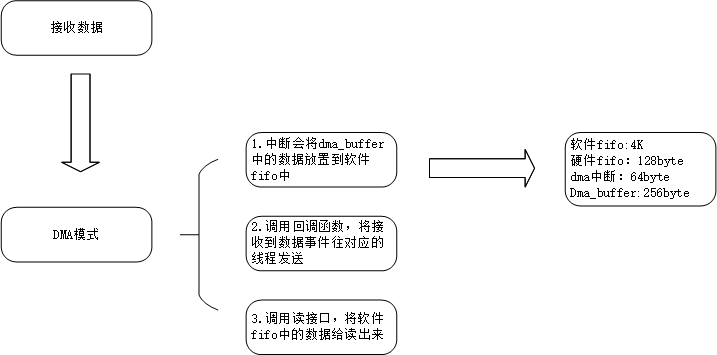 接收数据
DMA模式
1.中断会将dma_buffer
中的数据放置到软件
fifo中
2.调用回调函数，将接
收到数据事件往对应的
线程发送
3.调用读接口，将软件
fifo中的数据给读出来
软件fifo:4K
硬件fifo：128byte
dma中断：64byte
Dma_buffer:256byte